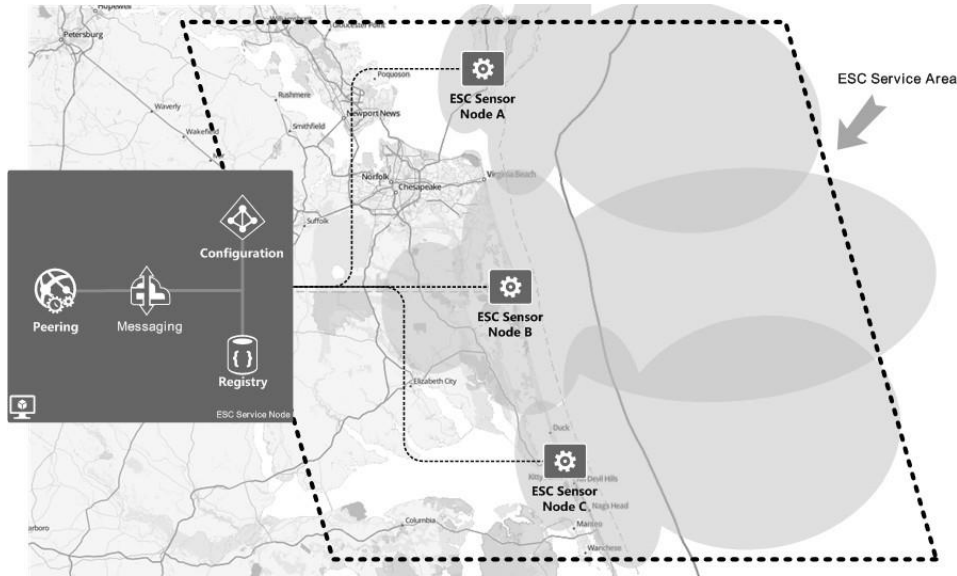 Hopewell
Petersburg
Williamsburg
Gloucester Point
Poquoson
Rushmere
Waverly
Wakefield
Smithfield
Newport News
ESC Sensor
Node A
ESC Service Area
Norfolk
Chesapeake
Virginia Beach
Suffolk
Configuration
Peering
Messaging
Registry
ESC Service Node
ESC Sensor
Node B
Elizabeth City
Duck
Kitty
Devil Hills
ESC Sensor
Node C
Nags Head
Manteo
Wanchese
Columbia
arboro